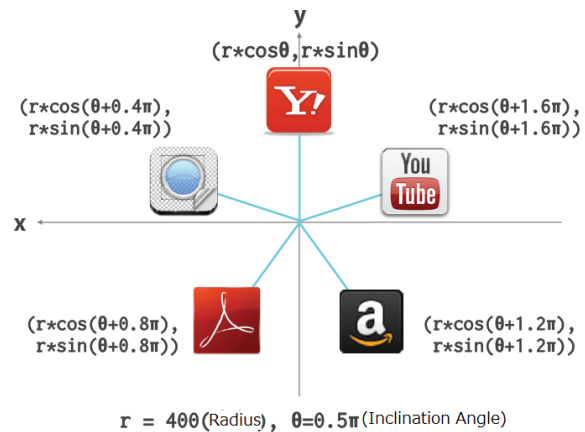 y
(r*cosθ,r*sinθ)
Y!
(r*cos(θ+0.4π),
r*sin(θ+0.4π))
(r*cos(θ+1.6π),
r*sin(θ+1.6π))
You
Tube
x
a
(r*cos(θ+0.8π),
r*sin(θ+0.8π))
(r*cos(θ+1.2π),
r*sin(θ+1.2π))
r = 400(Radius), θ=0.5π(Inclination Angle)